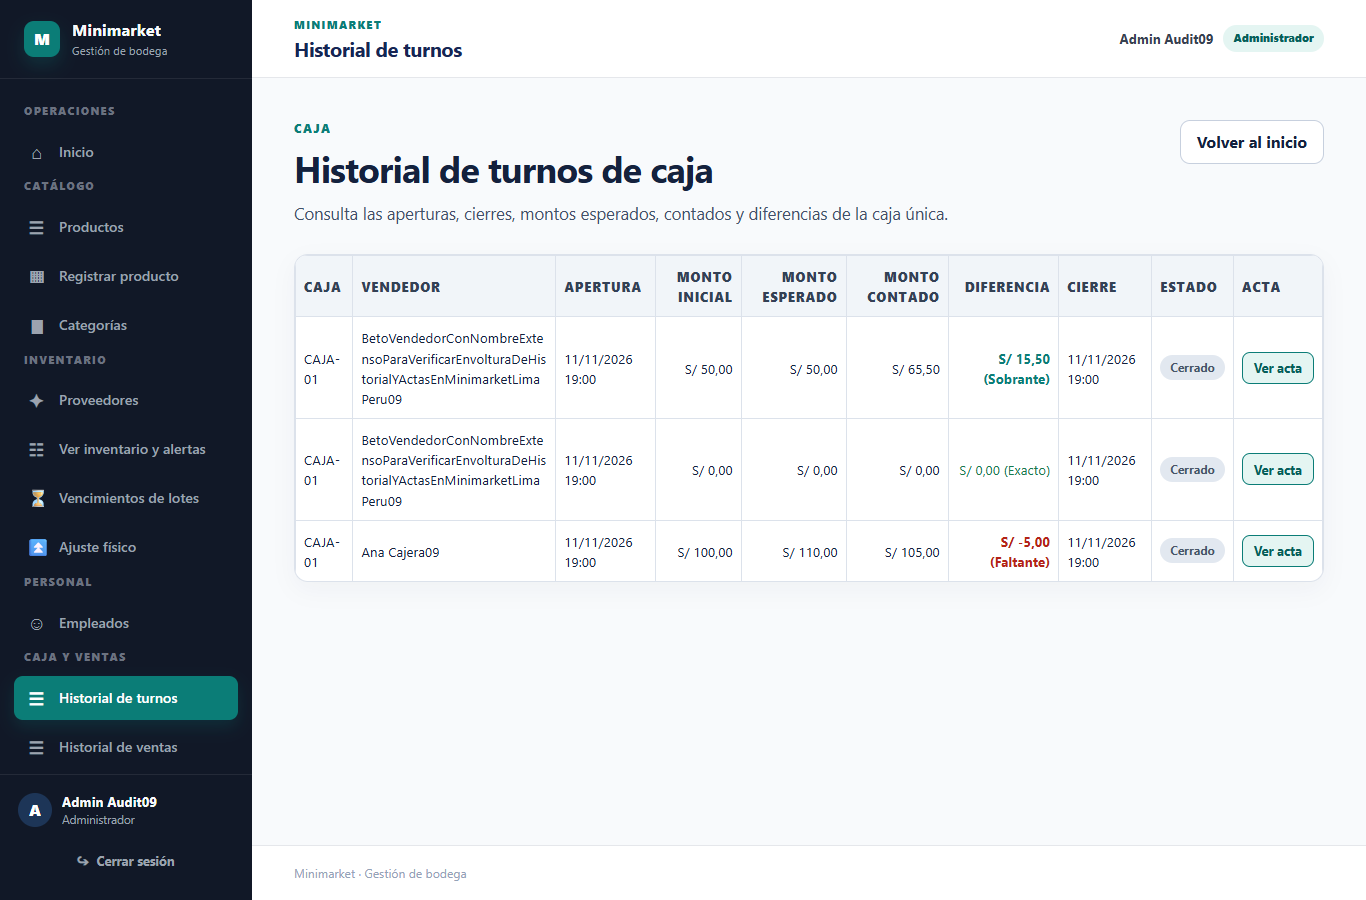 M
Minimarket
Gestión de bodega
OPERACIONES
Inicio
CATÁLOGO
Productos
Registrar producto
Categorías
INVENTARIO
Proveedores
Ver inventario y alertas
Vencimientos de lotes
Ajuste físico
PERSONAL
Empleados
CAJA Y VENTAS
Historial de turnos
Historial de ventas
A
Admin Audit09
Administrador
Cerrar sesión
MINIMARKET
Historial de turnos
Admin Audit09
Administrador
CAJA
Historial de turnos de caja
Consulta las aperturas, cierres, montos esperados, contados y diferencias de la caja única.
Volver al inicio
CAJA
VENDEDOR
APERTURA
MONTO
INICIAL
MONTO
ESPERADO
MONTO
CONTADO
DIFERENCIA
CIERRE
ESTADO
ACTA
CAJA-
01
BetoVendedorConNombreExte
nsoParaVerificarEnvolturaDeHis
torialYActasEnMinimarketLima
Peru09
11/11/2026
19:00
S/ 50,00
S/ 50,00
S/ 65,50
S/ 15,50
(Sobrante)
11/11/2026
19:00
Cerrado
Ver acta
CAJA-
01
BetoVendedorConNombreExte
nsoParaVerificarEnvolturaDeHis
torialYActasEnMinimarketLima
Peru09
11/11/2026
19:00
S/ 0,00
S/ 0,00
S/ 0,00
S/ 0,00 (Exacto)
11/11/2026
19:00
Cerrado
Ver acta
CAJA-
01
Ana Cajera09
11/11/2026
19:00
S/ 100,00
S/ 110,00
S/ 105,00
S/ -5,00
(Faltante)
11/11/2026
19:00
Cerrado
Ver acta
Minimarket · Gestión de bodega